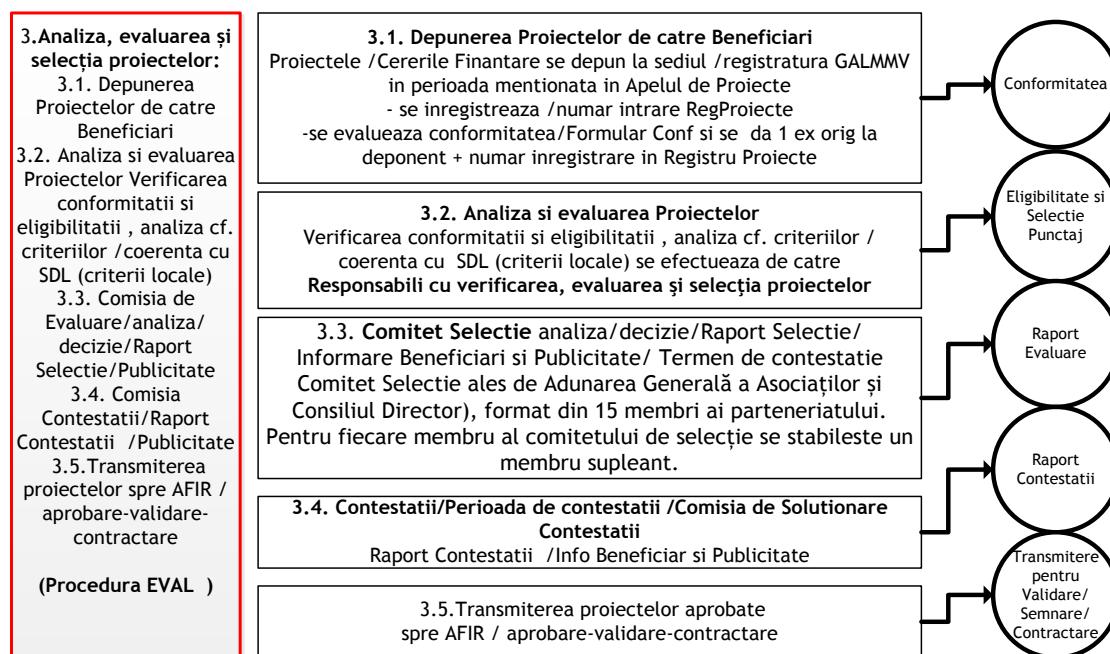 3.Analiza, evaluarea și
selecția proiectelor:
3.1. Depunerea
Proiectelor de catre
Beneficiari
3.2. Analiza si evaluarea
Proiectelor Verificarea
conformitatii si
eligibilitatii , analiza cf.
criteriilor /coerenta cu
SDL (criterii locale)
3.3. Comisia de
Evaluare/analiza/
decizie/Raport
Selectie/Publicitate
3.4. Comisia
Contestatii/Raport
Contestatii /Publicitate
3.5.Transmiterea
proiectelor spre AFIR /
aprobare-validare-
contractare
(Procedura EVAL )
3.1. Depunerea Proiectelor de catre Beneficiari
Proiectele /Cererile Finantare se depun la sediul /registratura GALMMV
in perioada mentionata in Apelul de Proiecte
- se inregistreaza /numar intrare RegProiecte
-se evalueaza conformitatea/Formular Conf si se da 1 ex orig la
deponent + numar inregistrare in Registru Proiecte
Conformitatea
3.2. Analiza si evaluarea Proiectelor
Verificarea conformitatii si eligibilitatii , analiza cf. criteriilor /
coerenta cu SDL (criterii locale) se efectueaza de catre
Responsabili cu verificarea, evaluarea şi selecţia proiectelor
Eligibilitate si
Selectie
Punctaj
3.3. Comitet Selectie analiza/decizie/Raport Selectie/
Informare Beneficiari si Publicitate/ Termen de contestatie
Comitet Selectie ales de Adunarea Generală a Asociaților și
Consiliul Director), format din 15 membri ai parteneriatului.
Pentru fiecare membru al comitetului de selecție se stabileste un
membru supleant.
Raport
Evaluare
3.4. Contestatii/Perioada de contestatii /Comisia de Solutionare
Contestatii
Raport Contestatii /Info Beneficiar si Publicitate
Raport
Contestatii
3.5.Transmiterea proiectelor aprobate
spre AFIR / aprobare-validare-contractare
Transmitere
pentru
Validare/
Semnare/
Contractare